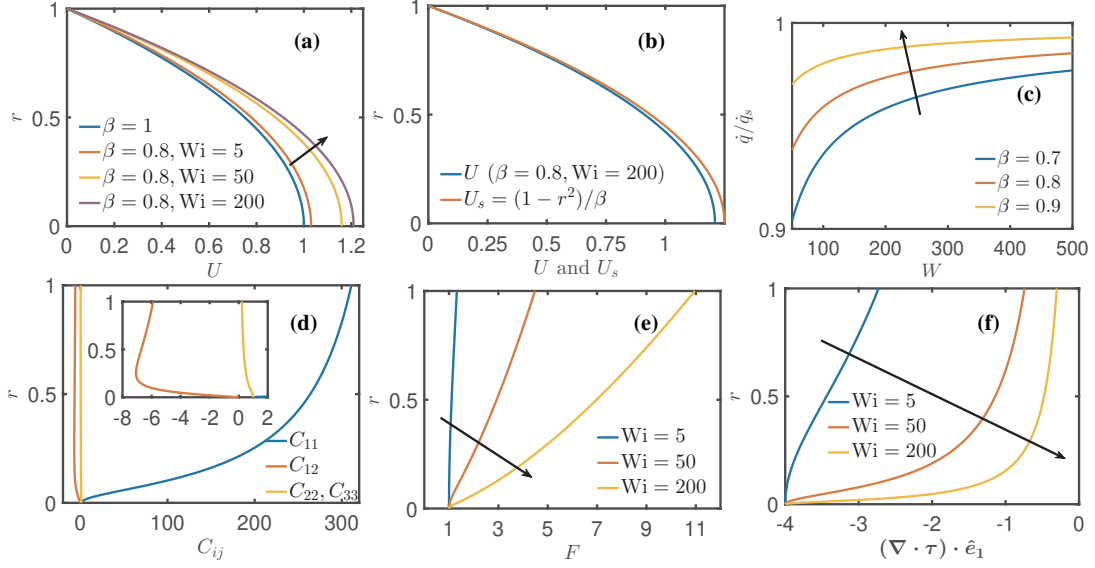 (a)
1
0.5
0
r
β = 1
β = 0.8, Wi = 5
β = 0.8, Wi = 50
β = 0.8, Wi = 200
0 0.2 0.4 0.6 0.8 1 1.2
U
(b)
1
0.5
0
r
U (β = 0.8, Wi = 200)
U_s = (1 − r²)/β
0 0.25 0.5 0.75 1
U and U_s
(c)
1
0.9
q̇/q̇_s
β = 0.7
β = 0.8
β = 0.9
100 200 300 400 500
W
(d)
1
0.5
0
r
1
0.5
0
-8 -6 -4 -2 0 2
C₁₁
C₁₂
C₂₂, C₃₃
0 100 200 300
C_ij
(e)
1
0.5
0
r
Wi = 5
Wi = 50
Wi = 200
1 3 5 7 9 11
F
(f)
1
0.5
0
r
Wi = 5
Wi = 50
Wi = 200
-4 -3 -2 -1 0
(∇ · τ) · ê₁